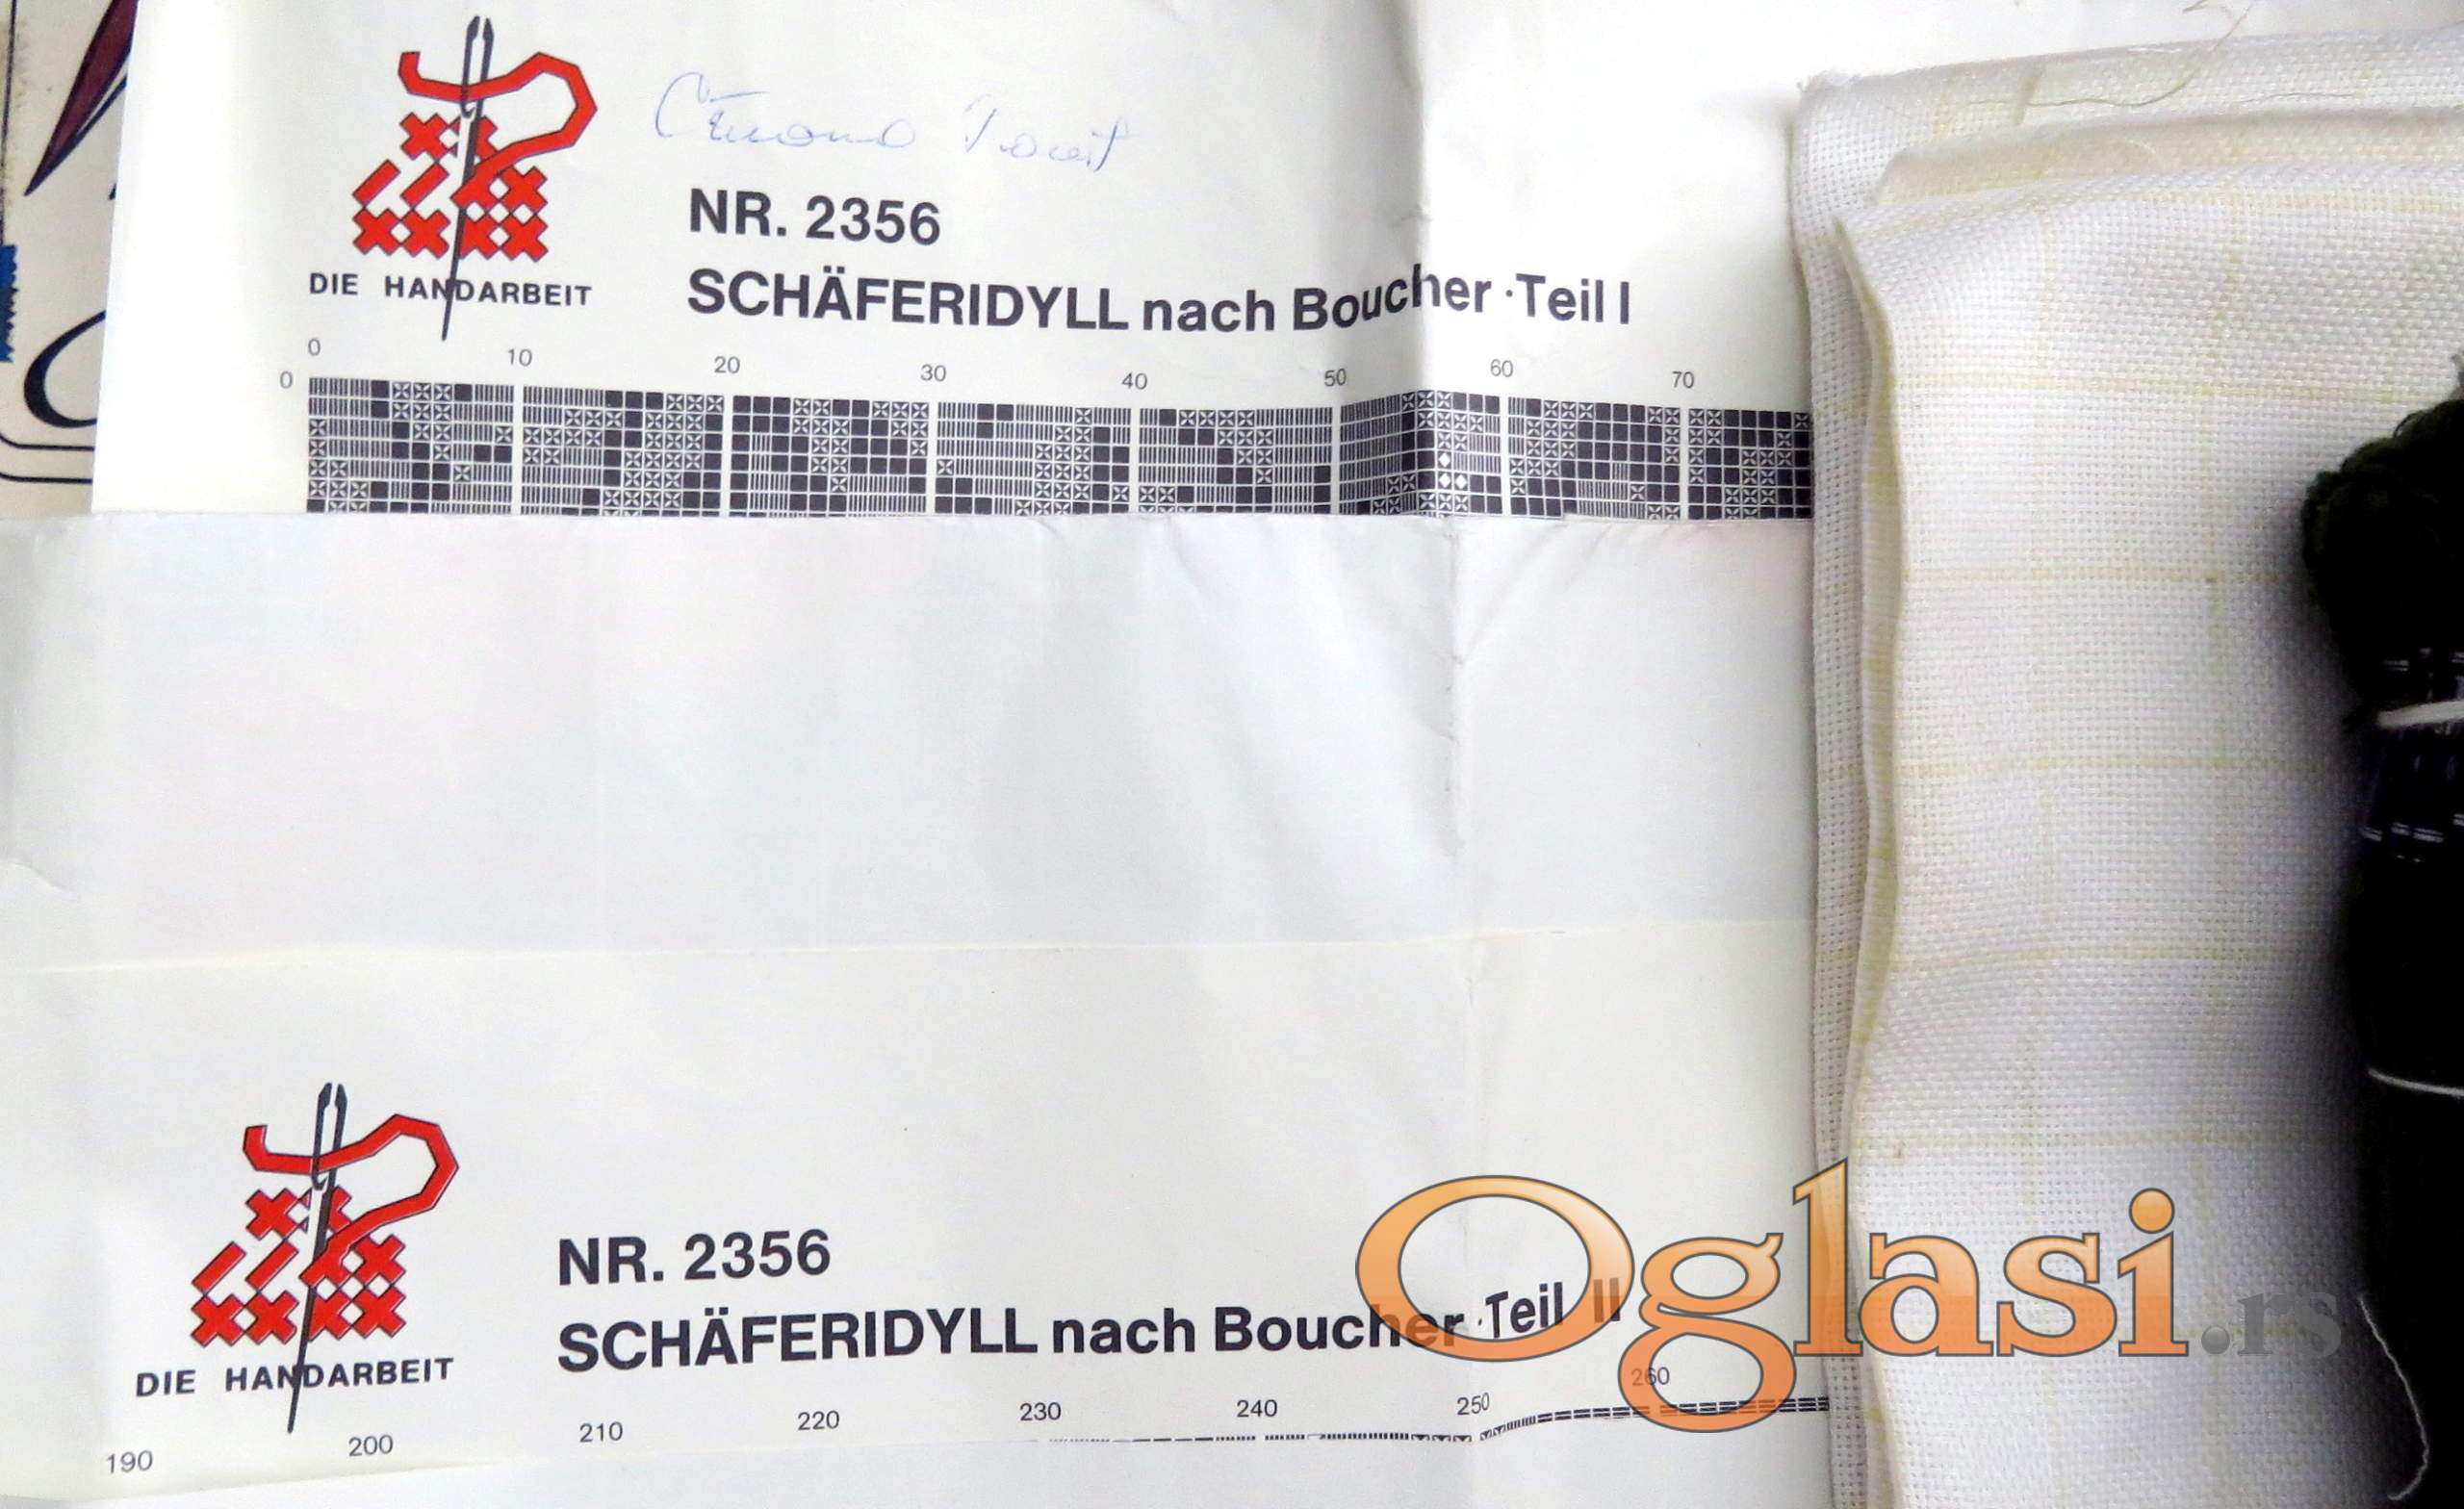 NR. 2356
SCHÄFERIDYLL nach Boucher · Teil I
DIE HANDARBEIT
0 10 20 30 40 50 60 70
0
NR. 2356
SCHÄFERIDYLL nach Boucher · Teil II
DIE HANDARBEIT
190 200 210 220 230 240 250 260
Oglasi.rs